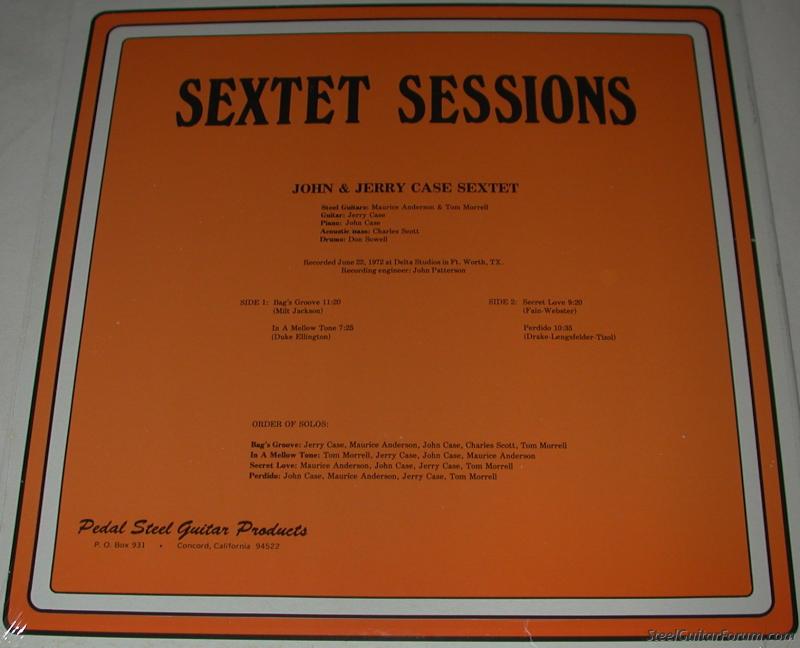 SEXTET SESSIONS
JOHN & JERRY CASE SEXTET
Steel Guitars: Maurice Anderson & Tom Morrell
Guitar: Jerry Case
Piano: John Case
Acoustic bass: Charles Scott
Drums: Don Sowell
Recorded June 22, 1972 at Delta Studios in Ft. Worth, TX.
Recording engineer: John Patterson
SIDE 1: Bag's Groove 11:20
(Milt Jackson)
In A Mellow Tone 7:25
(Duke Ellington)
SIDE 2: Secret Love 9:20
(Fain-Webster)
Perdido 10:35
(Drake-Lengsfelder-Tizol)
ORDER OF SOLOS:
Bag's Groove: Jerry Case, Maurice Anderson, John Case, Charles Scott, Tom Morrell
In A Mellow Tone: Tom Morrell, Jerry Case, John Case, Maurice Anderson
Secret Love: Maurice Anderson, John Case, Jerry Case, Tom Morrell
Perdido: John Case, Maurice Anderson, Jerry Case, Tom Morrell
Pedal Steel Guitar Products
P. O. Box 931 • Concord, California 94522
SteelGuitarForum.com